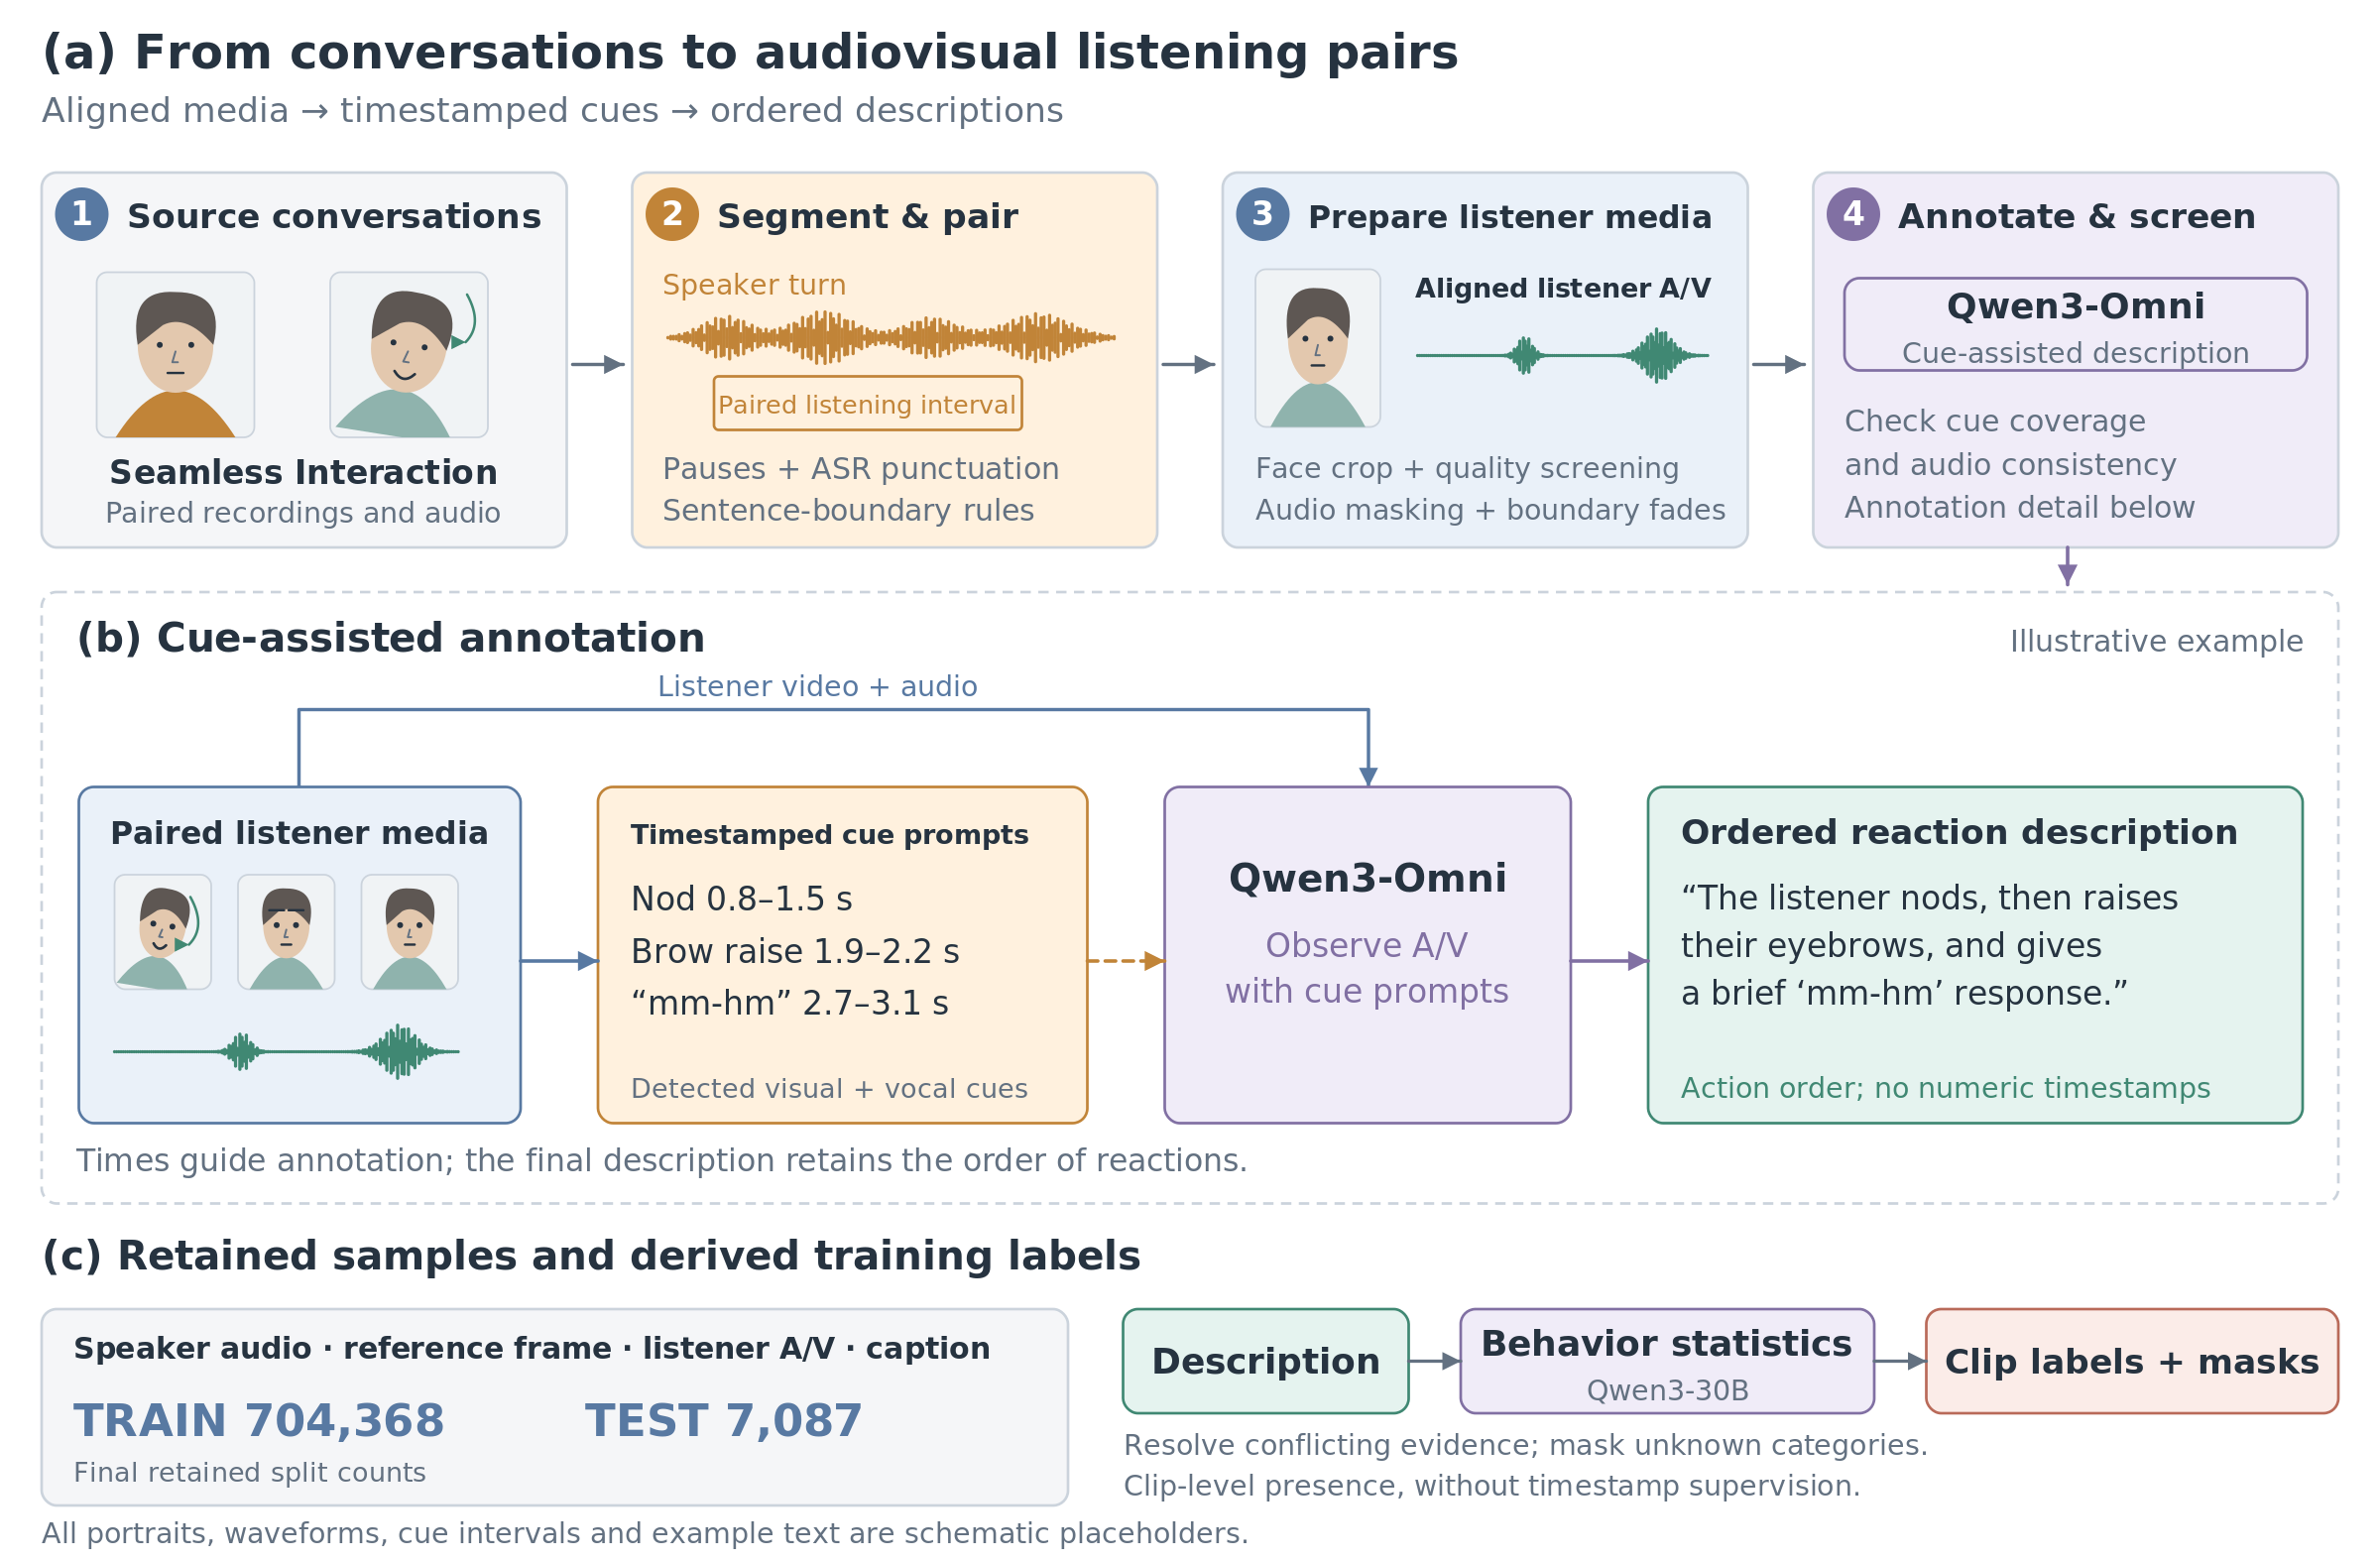 (a) From conversations to audiovisual listening pairs
Aligned media → timestamped cues → ordered descriptions
1 Source conversations
Seamless Interaction
Paired recordings and audio
2 Segment & pair
Speaker turn
Paired listening interval
Pauses + ASR punctuation
Sentence-boundary rules
3 Prepare listener media
Aligned listener A/V
Face crop + quality screening
Audio masking + boundary fades
4 Annotate & screen
Qwen3-Omni
Cue-assisted description
Check cue coverage
and audio consistency
Annotation detail below
(b) Cue-assisted annotation
Illustrative example
Listener video + audio
Paired listener media
Timestamped cue prompts
Nod 0.8–1.5 s
Brow raise 1.9–2.2 s
“mm-hm” 2.7–3.1 s
Detected visual + vocal cues
Qwen3-Omni
Observe A/V
with cue prompts
Ordered reaction description
“The listener nods, then raises
their eyebrows, and gives
a brief ‘mm-hm’ response.”
Action order; no numeric timestamps
Times guide annotation; the final description retains the order of reactions.
(c) Retained samples and derived training labels
Speaker audio · reference frame · listener A/V · caption
TRAIN 704,368 TEST 7,087
Final retained split counts
Description
Behavior statistics
Qwen3-30B
Clip labels + masks
Resolve conflicting evidence; mask unknown categories.
Clip-level presence, without timestamp supervision.
All portraits, waveforms, cue intervals and example text are schematic placeholders.